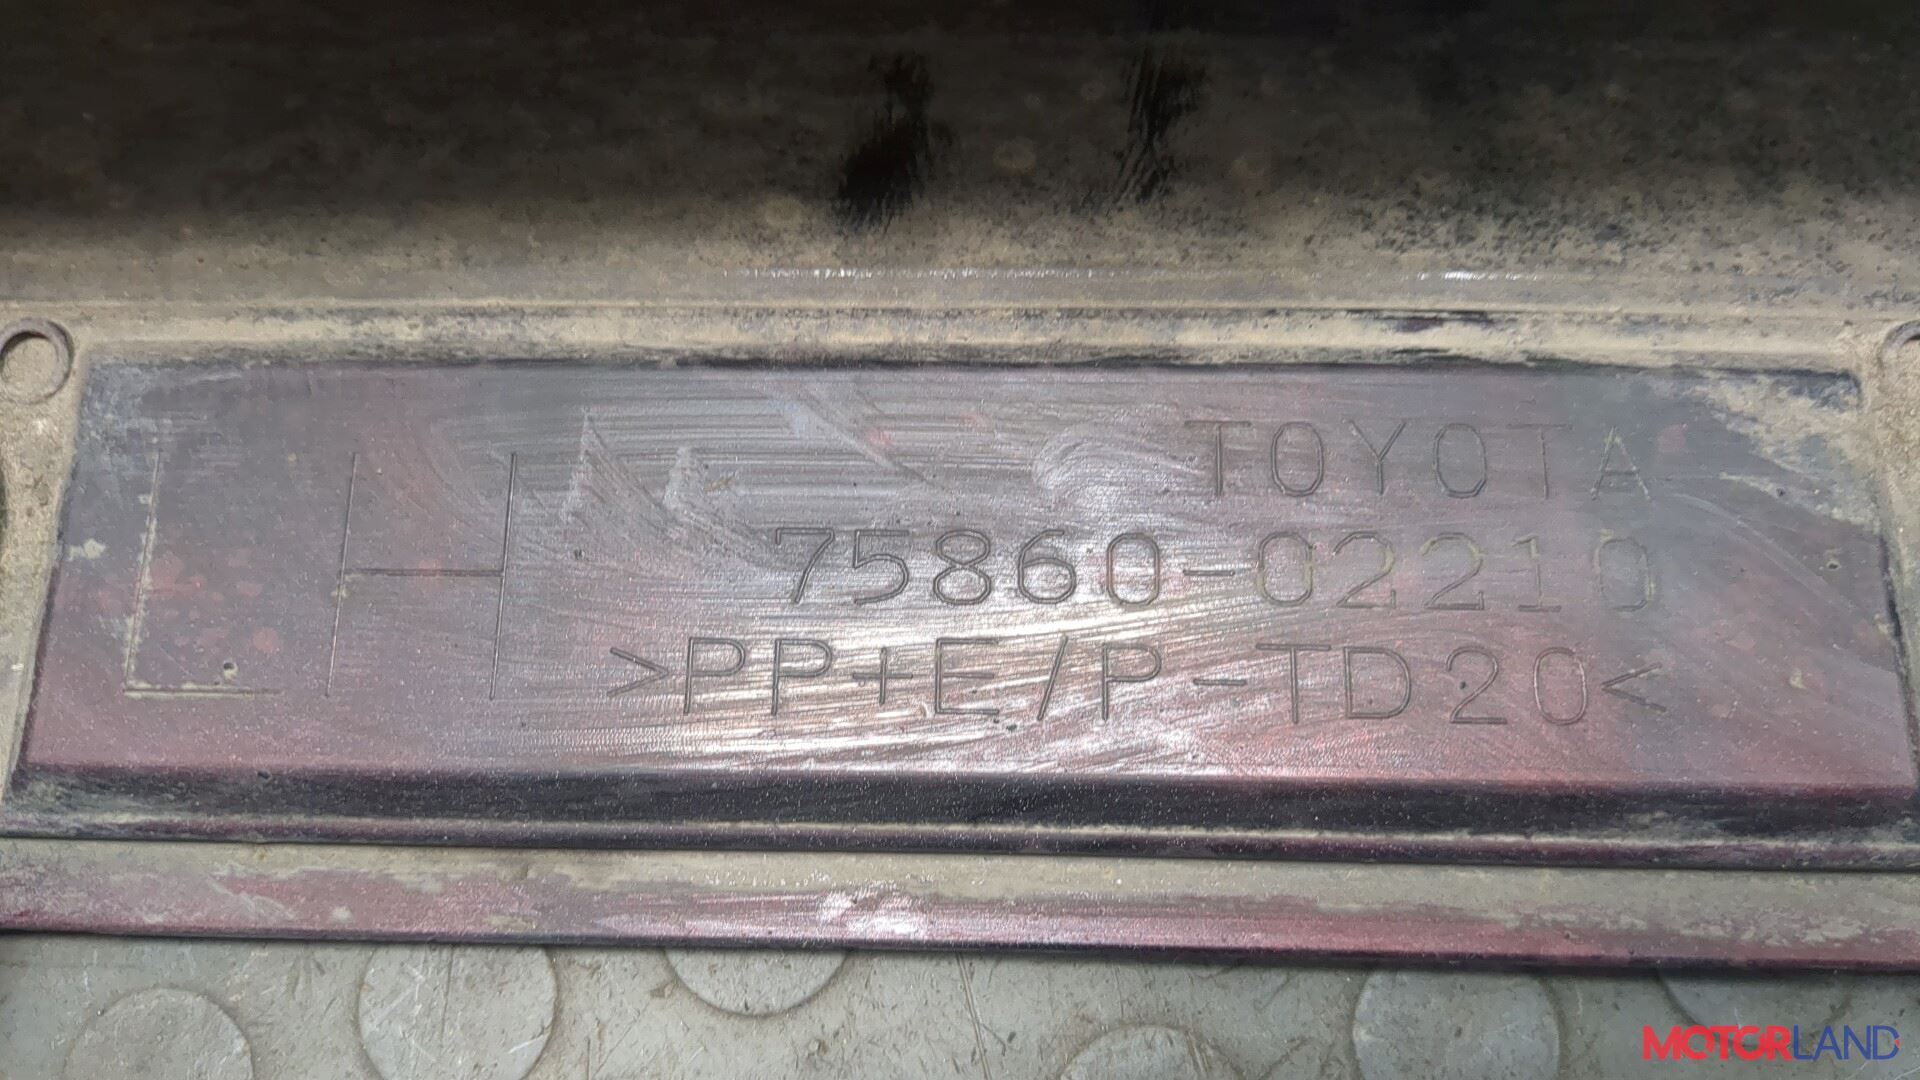 LH
TOYOTA
75860-02210
>PP+E/P-TD20<
MOTORLAND